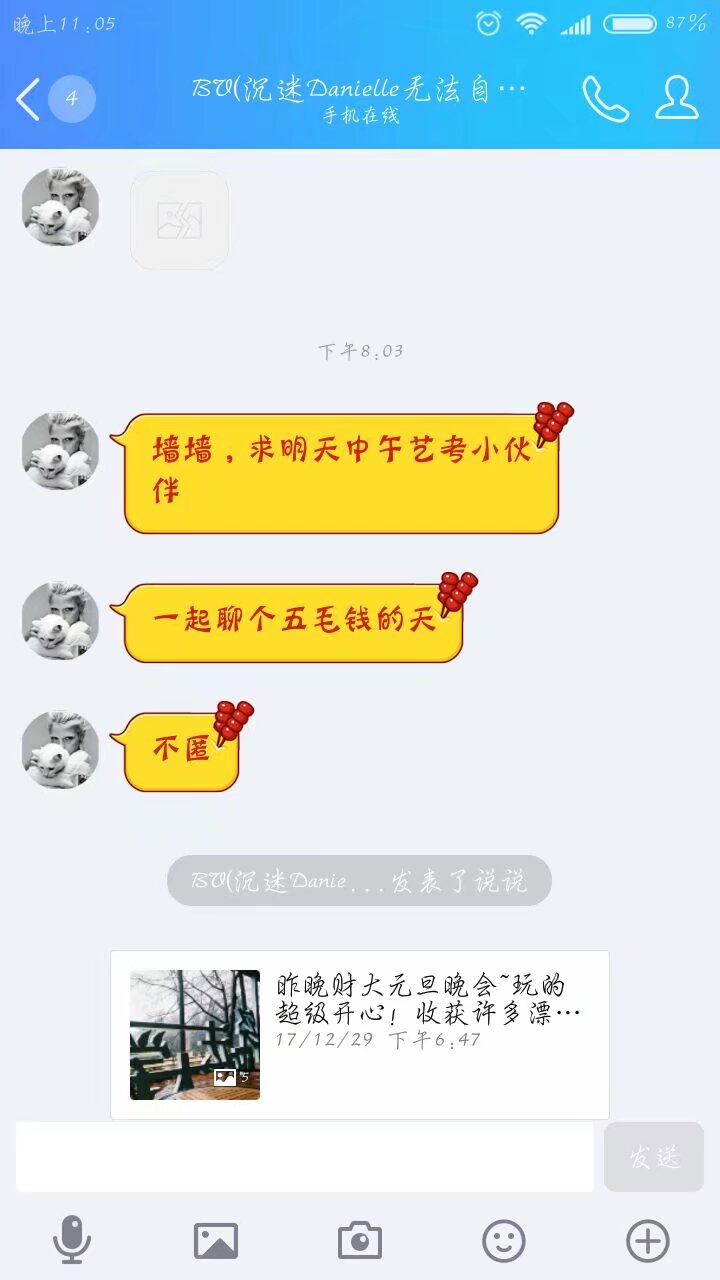 晚上11:05
87%
4
BV(沉迷Danielle无法自…
手机在线
下午8:03
墙墙，求明天中午艺考小伙
伴
一起聊个五毛钱的天
不匿
BV(沉迷Danie...发表了说说
昨晚财大元旦晚会~玩的
超级开心！收获许多漂…
17/12/29 下午6:47
5
发送